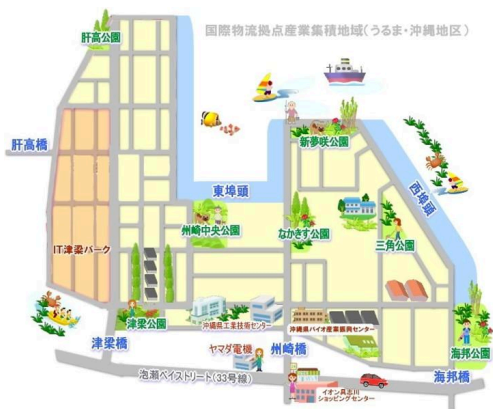 国際物流拠点産業集積地域(うるま・沖縄地区)
肝高公園
肝高橋
新夢咲公園
東埠頭
西埠頭
州崎中央公園
なかきす公園
三角公園
IT津梁パーク
津梁公園
沖縄県工業技術センター
沖縄県バイオ産業振興センター
海邦公園
津梁橋
ヤマダ電機
州崎橋
海邦橋
泡瀬ベイストリート(33号線)
イオン具志川
ショッピングセンター